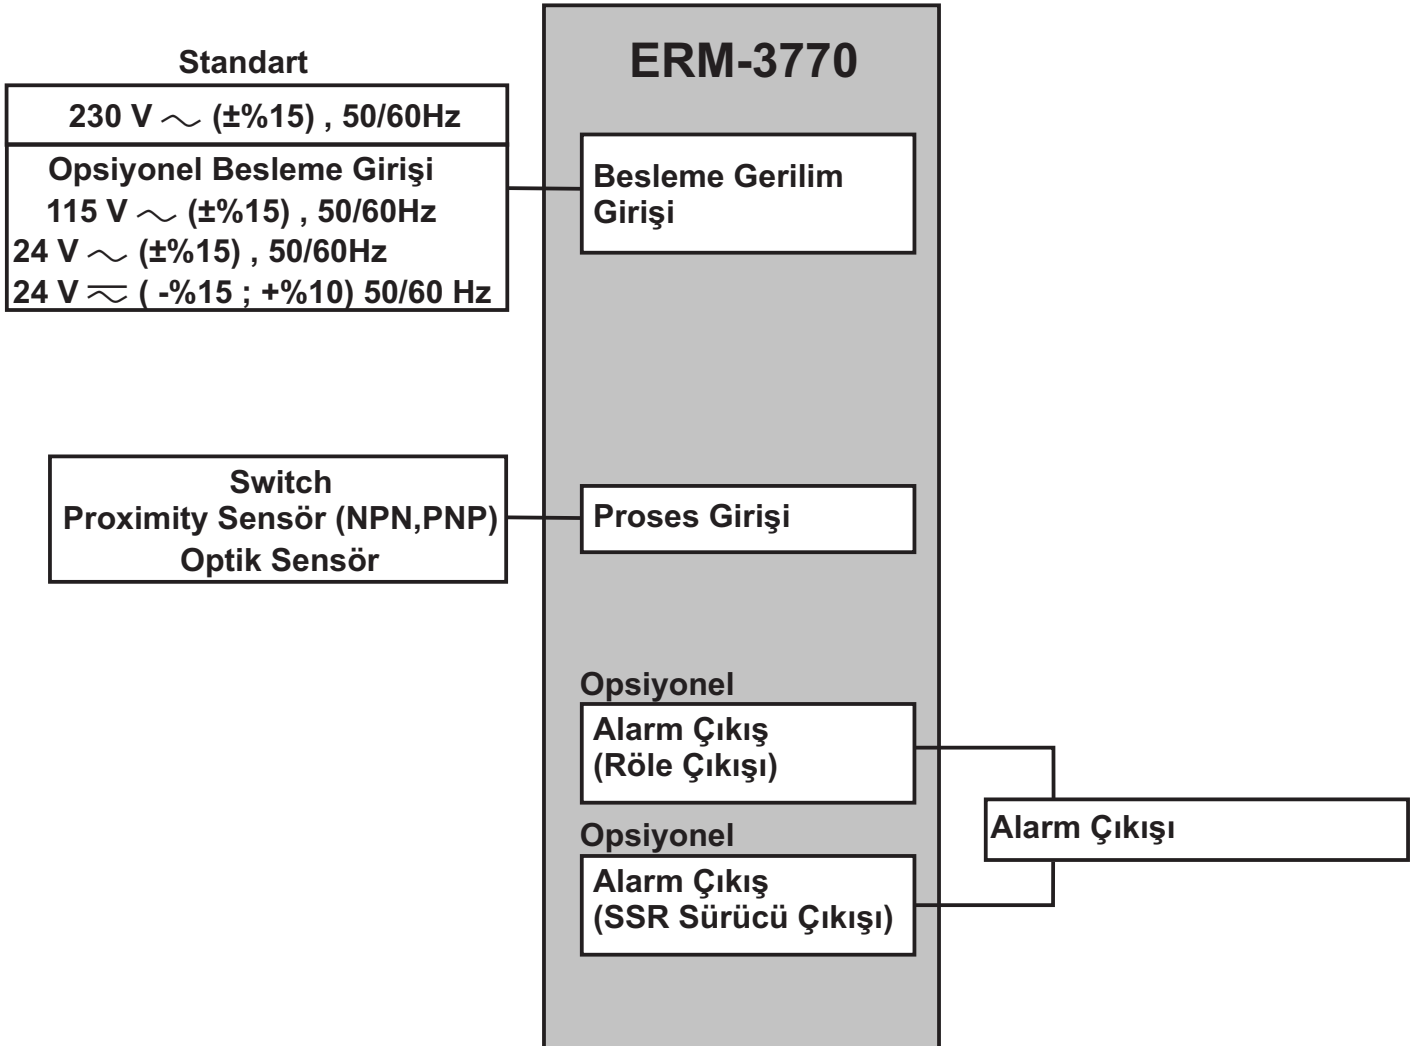 ERM-3770
Standart
230 V ~ (±%15) , 50/60Hz
Opsiyonel Besleme Girişi
115 V ~ (±%15) , 50/60Hz
24 V ~ (±%15) , 50/60Hz
24 V ⏦ ( -%15 ; +%10) 50/60 Hz
Besleme Gerilim
Girişi
Switch
Proximity Sensör (NPN,PNP)
Optik Sensör
Proses Girişi
Opsiyonel
Alarm Çıkış
(Röle Çıkışı)
Opsiyonel
Alarm Çıkış
(SSR Sürücü Çıkışı)
Alarm Çıkışı